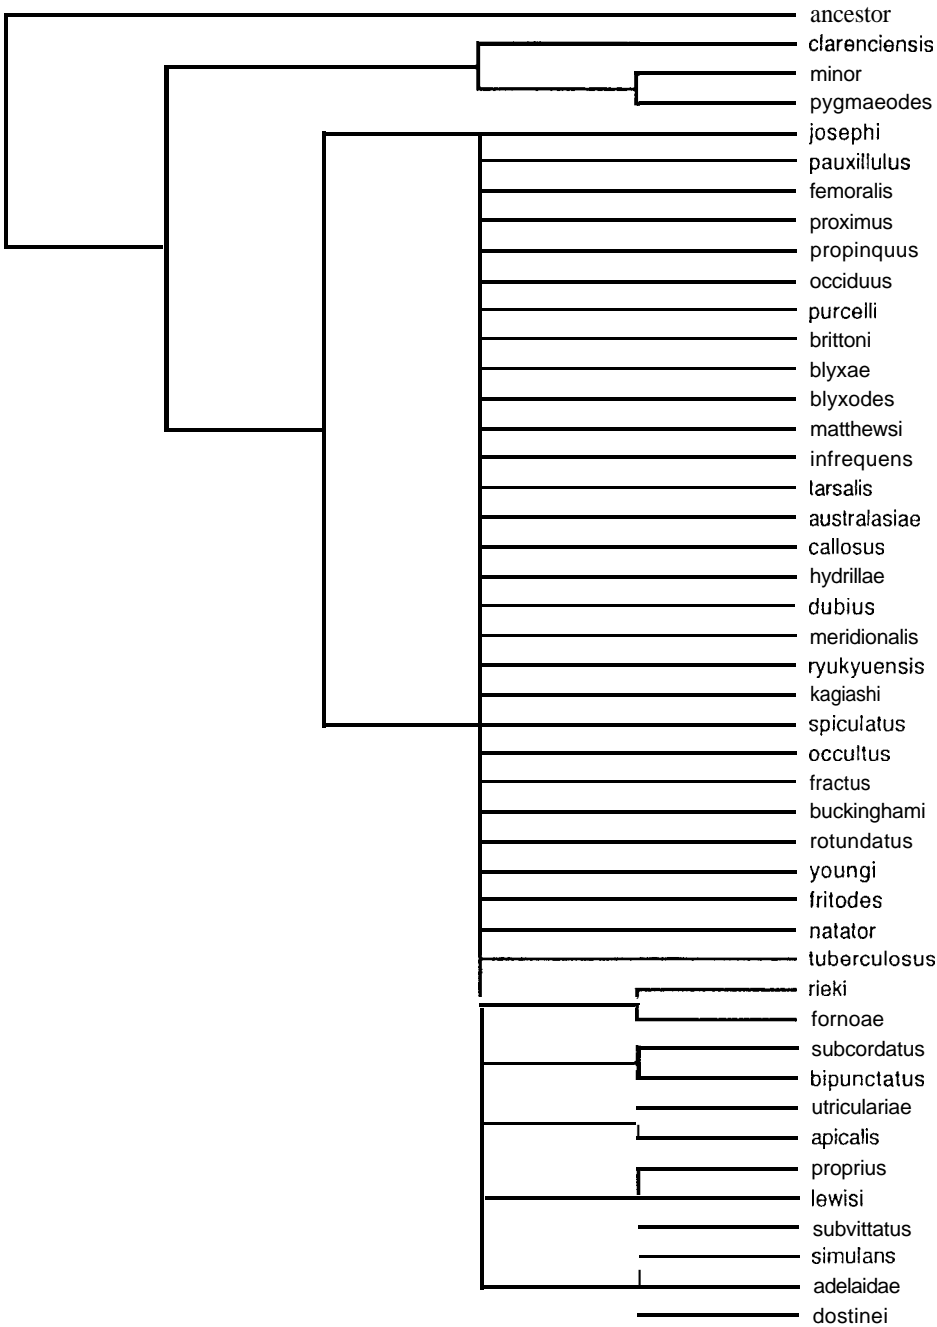 ancestor
clarenciensis
minor
pygmaeodes
josephi
pauxillulus
femoralis
proximus
propinquus
occiduus
purcelli
brittoni
blyxae
blyxodes
matthewsi
infrequens
tarsalis
australasiae
callosus
hydrillae
dubius
meridionalis
ryukyuensis
kagiashi
spiculatus
occultus
fractus
buckinghami
rotundatus
youngi
fritodes
natator
tuberculosus
rieki
fornoae
subcordatus
bipunctatus
utriculariae
apicalis
proprius
lewisi
subvittatus
simulans
adelaidae
dostinei